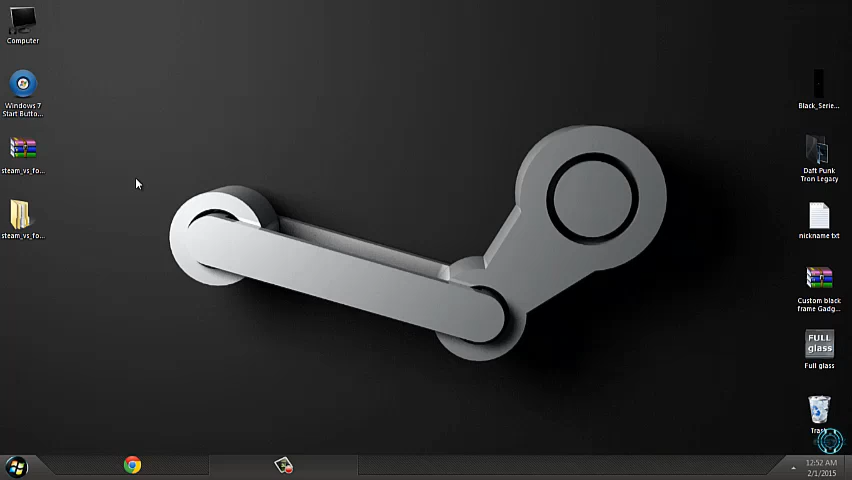 Computer
Windows 7
Start Butto...
steam_vs_fo...
steam_vs_fo...
Black_Serie...
Daft Punk
Tron Legacy
nickname txt
Custom black
frame Gadg...
FULL
glass
Full glass
Trash
12:52 AM
2/1/2015